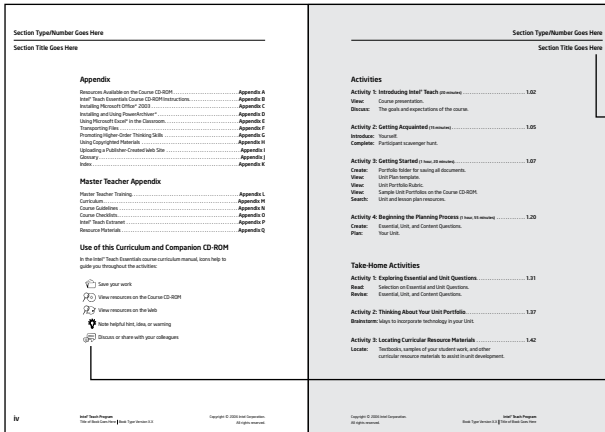 Section Type/Number Goes Here
Section Title Goes Here
Appendix
Resources Available on the Course CD-ROM Appendix A
Intel® Teach Essentials Course CD-ROM Instructions Appendix B
Installing Microsoft Office* 2003 Appendix C
Installing and Using PowerArchiver* Appendix D
Using Microsoft Excel* in the Classroom Appendix E
Transporting Files Appendix F
Promoting Higher-Order Thinking Skills Appendix G
Using Copyrighted Materials Appendix H
Uploading a Publisher-Created Web Site Appendix I
Glossary Appendix J
Index Appendix K
Master Teacher Appendix
Master Teacher Training Appendix L
Curriculum Appendix M
Course Guidelines Appendix N
Course Checklists Appendix O
Intel® Teach Extranet Appendix P
Resource Materials Appendix Q
Use of this Curriculum and Companion CD-ROM
In the Intel® Teach Essentials course curriculum manual, icons help to
guide you throughout the activities:
Save your work
View resources on the Course CD-ROM
View resources on the Web
Note helpful hint, idea, or warning
Discuss or share with your colleagues
iv
Intel® Teach Program
Title of Book Goes Here | Book Type Version 0.0
Copyright © 2006 Intel Corporation.
All rights reserved.
Section Type/Number Goes Here
Section Title Goes Here
Activities
Activity 1: Introducing Intel® Teach (20 minutes) 1.02
View: Course presentation.
Discuss: The goals and expectations of the course.
Activity 2: Getting Acquainted (15 minutes) 1.05
Introduce: Yourself.
Complete: Participant scavenger hunt.
Activity 3: Getting Started (1 hour, 20 minutes) 1.07
Create: Portfolio folder for saving all documents.
View: Unit Plan template.
View: Unit Portfolio Rubric.
View: Sample Unit Portfolios on the Course CD-ROM.
Search: Unit and lesson plan resources.
Activity 4: Beginning the Planning Process (1 hour, 55 minutes) 1.20
Create: Essential, Unit, and Content Questions.
Plan: Your Unit.
Take-Home Activities
Activity 1: Exploring Essential and Unit Questions 1.31
Read: Selection on Essential and Unit Questions.
Revise: Essential, Unit, and Content Questions.
Activity 2: Thinking About Your Unit Portfolio 1.37
Brainstorm: Ways to incorporate technology in your Unit.
Activity 3: Locating Curricular Resource Materials 1.42
Locate: Textbooks, samples of your student work, and other
curricular resource materials to assist in unit development.
Copyright © 2006 Intel Corporation.
All rights reserved.
Intel® Teach Program
Book Type Version 0.0 | Title of Book Goes Here